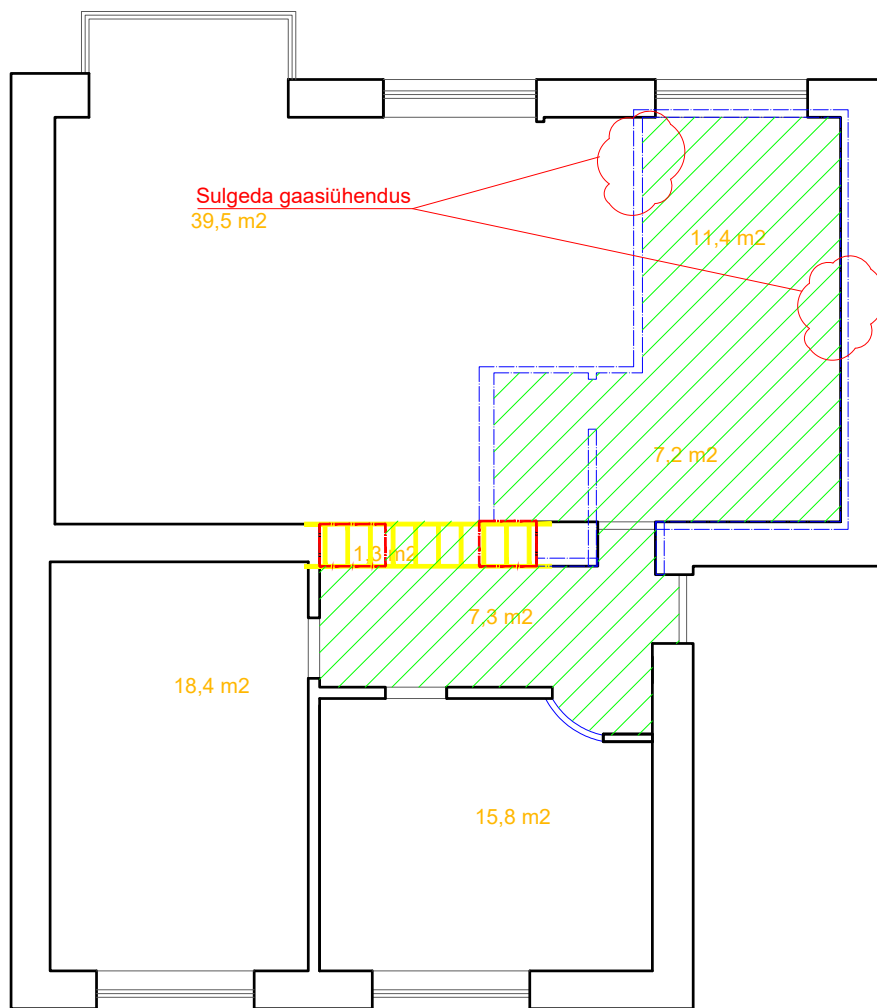 Sulgeda gaasiühendus
39,5 m2
11,4 m2
7,2 m2
1,3 m2
7,3 m2
18,4 m2
15,8 m2